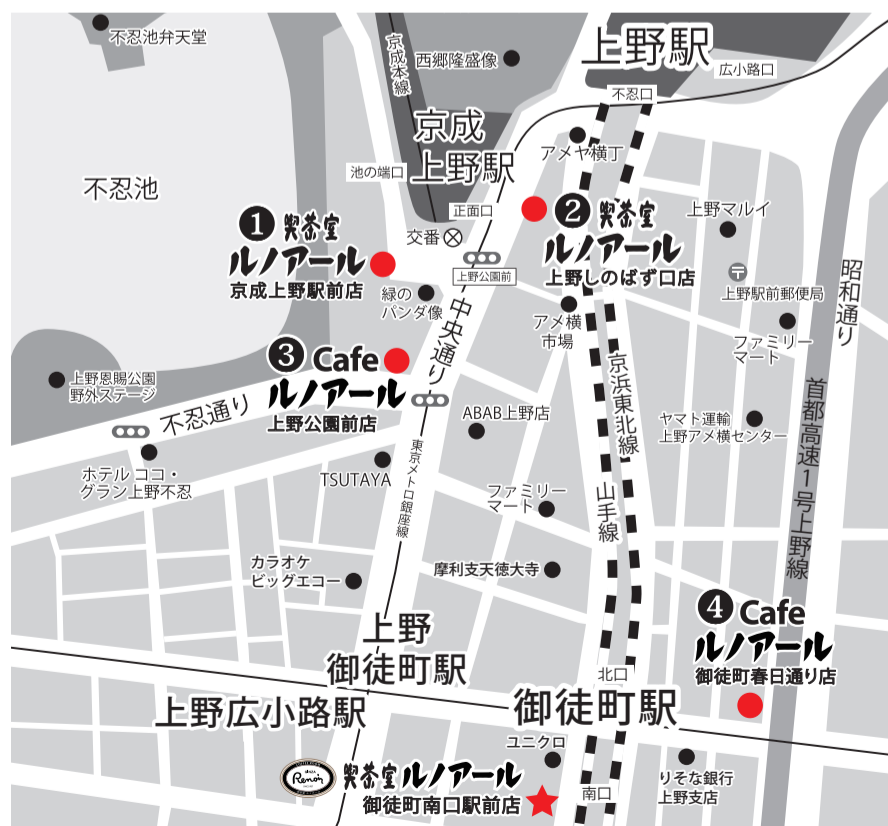 不忍池弁天堂
京成本線
西郷隆盛像
上野駅
広小路口
不忍口
京成
上野駅
アメヤ横丁
池の端口
不忍池
正面口
❶ 喫茶室
ルノアール
京成上野駅前店
交番
上野公園前
❷ 喫茶室
ルノアール
上野しのばず口店
上野マルイ
〒
上野駅前郵便局
昭和通り
緑の
パンダ像
中央通り
アメ横
市場
ファミリー
マート
❸ Cafe
ルノアール
上野公園前店
京浜東北線
首都高速1号上野線
上野恩賜公園
野外ステージ
不忍通り
ABAB上野店
ヤマト運輸
上野アメ横センター
東京メトロ銀座線
ホテル ココ・
グラン上野不忍
TSUTAYA
ファミリー
マート
山手線
カラオケ
ビッグエコー
摩利支天徳大寺
❹ Cafe
ルノアール
御徒町春日通り店
上野
御徒町駅
北口
上野広小路駅
御徒町駅
ユニクロ
Renoir
喫茶室 ルノアール
御徒町南口駅前店
南口
りそな銀行
上野支店